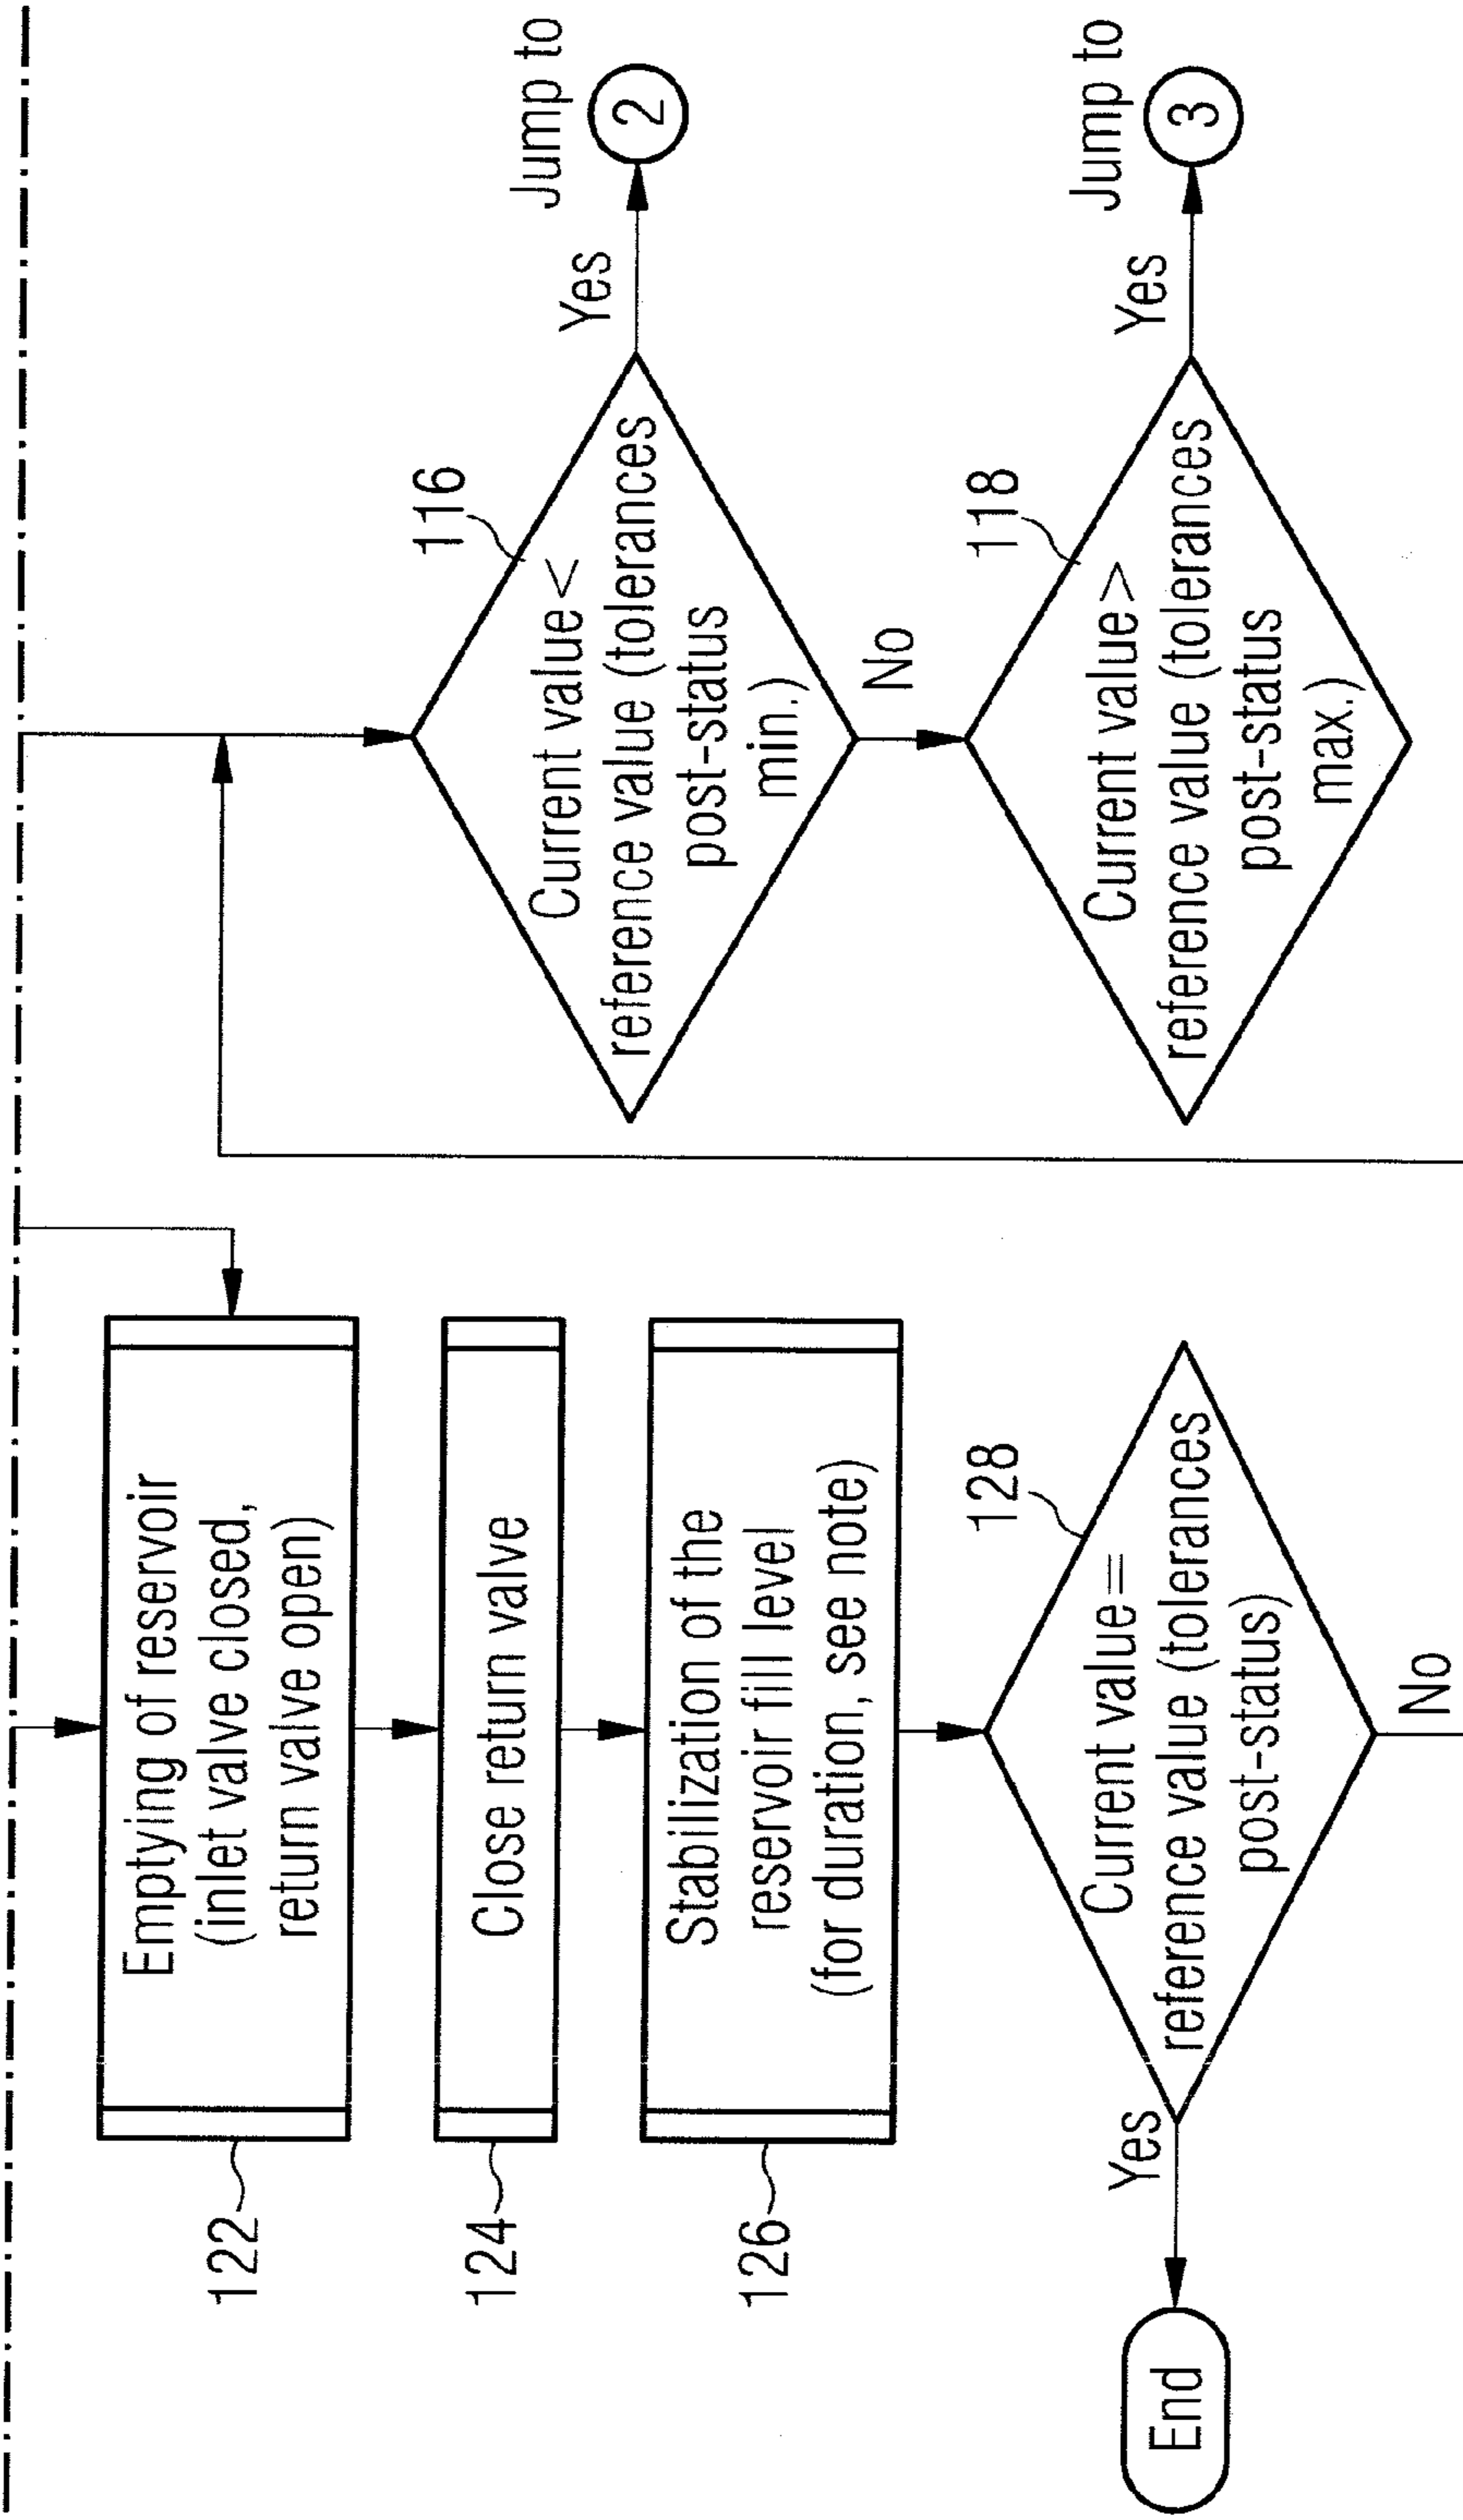 122
Emptying of reservoir
(inlet valve closed,
return valve open)
124
Close return valve
126
Stabilization of the
reservoir fill level
(for duration, see note)
128
Current value=
reference value (tolerances
post-status)
Yes
End
No
116
Current value<
reference value (tolerances
post-status
min.)
Yes
Jump to
2
No
118
Current value>
reference value (tolerances
post-status
max.)
Yes
Jump to
3